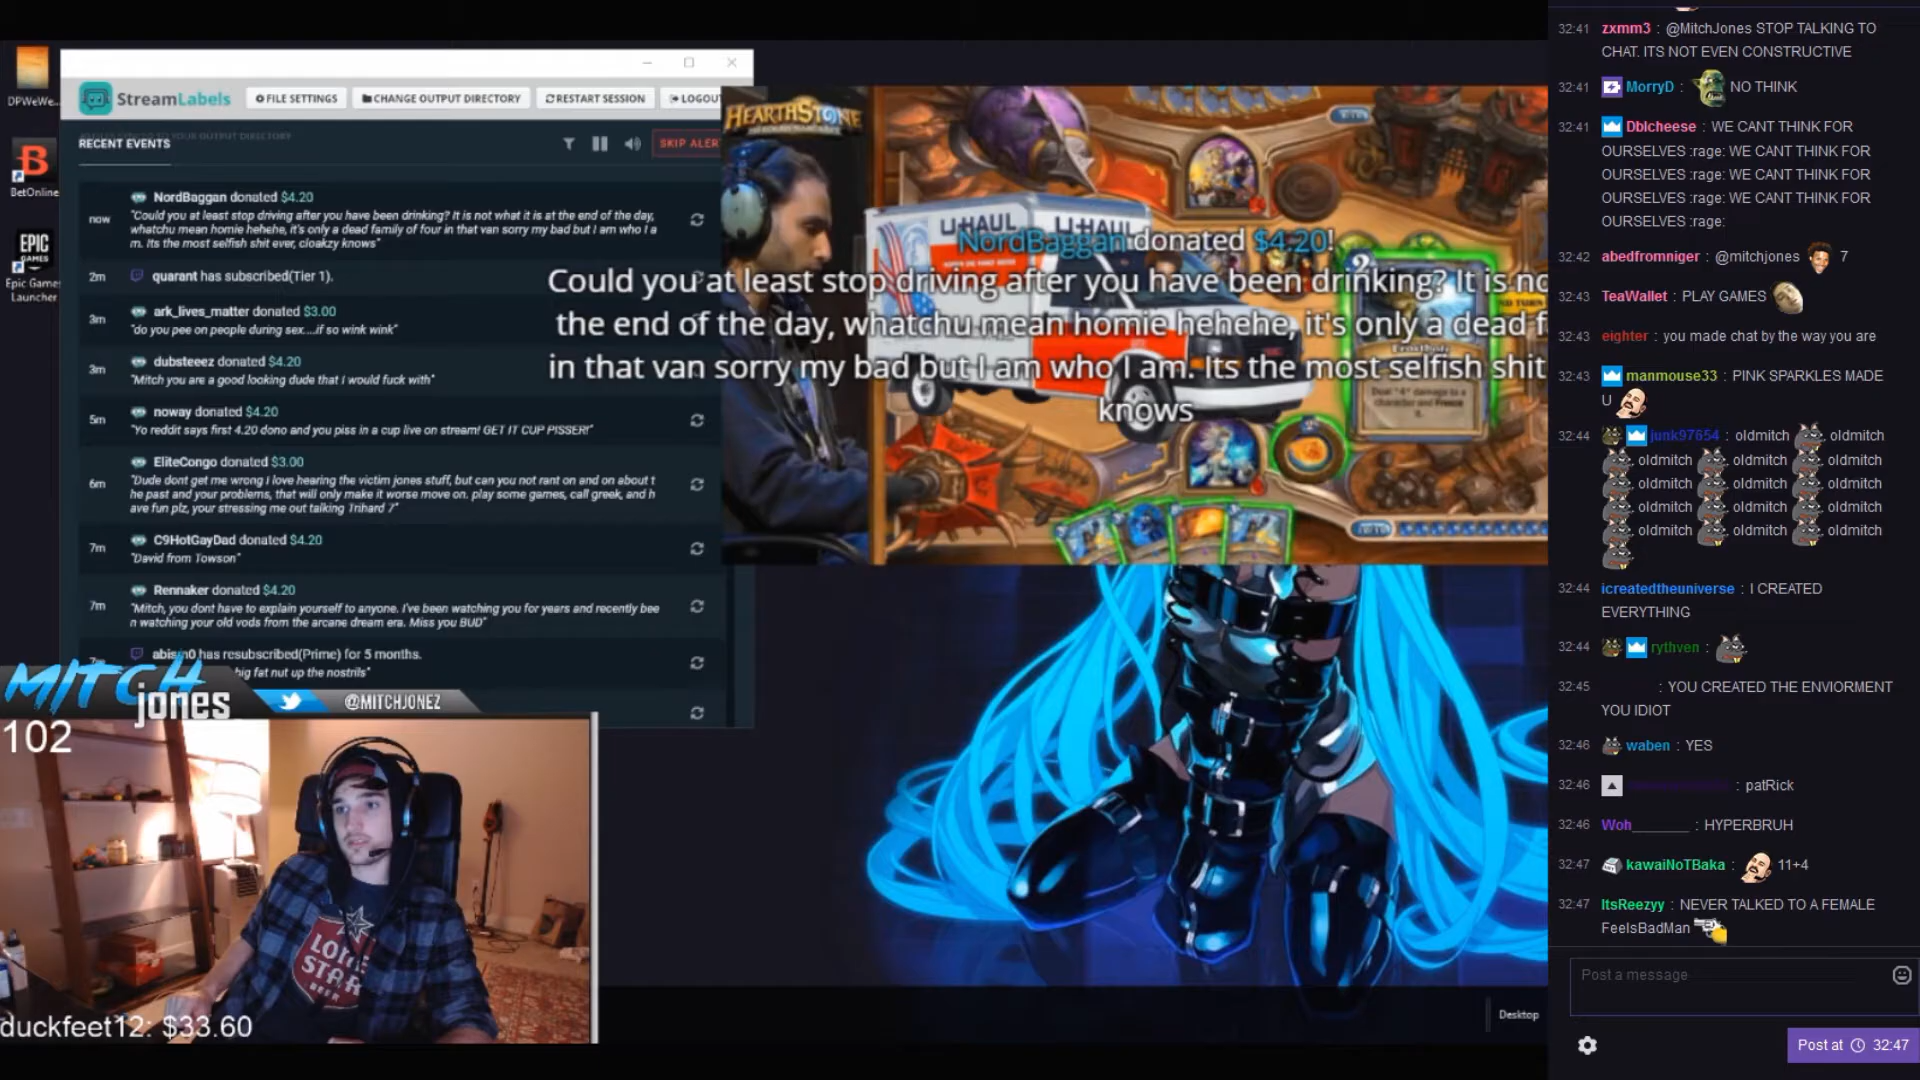 DPWeWe...
BetOnline
EPIC
GAMES
Epic Games
Launcher
StreamLabels
FILE SETTINGS
CHANGE OUTPUT DIRECTORY
RESTART SESSION
LOGOUT
RECENT EVENTS
SKIP ALER
now
NordBaggan donated $4.20
"Could you at least stop driving after you have been drinking? It is not what it is at the end of the day,
whatchu mean homie hehehe, it's only a dead family of four in that van sorry my bad but I am who I a
m. Its the most selfish shit ever, cloakzy knows"
2m
quarant has subscribed(Tier 1).
3m
ark_lives_matter donated $3.00
"do you pee on people during sex....if so wink wink"
3m
dubsteeez donated $4.20
"Mitch you are a good looking dude that I would fuck with"
5m
noway donated $4.20
"Yo reddit says first 4.20 dono and you piss in a cup live on stream! GET IT CUP PISSER!"
6m
EliteCongo donated $3.00
"Dude dont get me wrong i love hearing the victim jones stuff, but can you not rant on and on about t
he past and your problems, that will only make it worse move on. play some games, call greek, and h
ave fun plz, your stressing me out talking Trihard 7"
7m
C9HotGayDad donated $4.20
"David from Towson"
7m
Rennaker donated $4.20
"Mitch, you dont have to explain yourself to anyone. I've been watching you for years and recently bee
n watching your old vods from the arcane dream era. Miss you BUD"
has resubscribed(Prime) for 5 months.
big fat nut up the nostrils"
HEARTHSTONE
U-HAUL
U-HAUL
NordBaggan donated $4.20!
Could you at least stop driving after you have been drinking? It is no
the end of the day, whatchu mean homie hehehe, it's only a dead f
in that van sorry my bad but I am who I am. Its the most selfish shit
knows
Frostbolt
MITCH
jones
@MITCHJONEZ
102
LONE
STAR
BEER
duckfeet12: $33.60
Desktop
32:41 zxmm3 : @MitchJones STOP TALKING TO
CHAT. ITS NOT EVEN CONSTRUCTIVE
32:41 MorryD : NO THINK
32:41 Dblcheese : WE CANT THINK FOR
OURSELVES :rage: WE CANT THINK FOR
OURSELVES :rage: WE CANT THINK FOR
OURSELVES :rage: WE CANT THINK FOR
OURSELVES :rage:
32:42 abedfromniger : @mitchjones 7
32:43 TeaWallet : PLAY GAMES
32:43 eighter : you made chat by the way you are
32:43 manmouse33 : PINK SPARKLES MADE
U
32:44 junk97654 : oldmitch oldmitch
oldmitch oldmitch oldmitch
oldmitch oldmitch oldmitch
oldmitch oldmitch oldmitch
oldmitch oldmitch oldmitch
32:44 icreatedtheuniverse : I CREATED
EVERYTHING
32:44 rythven :
32:45 : YOU CREATED THE ENVIORMENT
YOU IDIOT
32:46 waben : YES
32:46 : patRick
32:46 Woh_______ : HYPERBRUH
32:47 kawaiNoTBaka : 11+4
32:47 ItsReezyy : NEVER TALKED TO A FEMALE
FeelsBadMan
Post a message
Post at 32:47